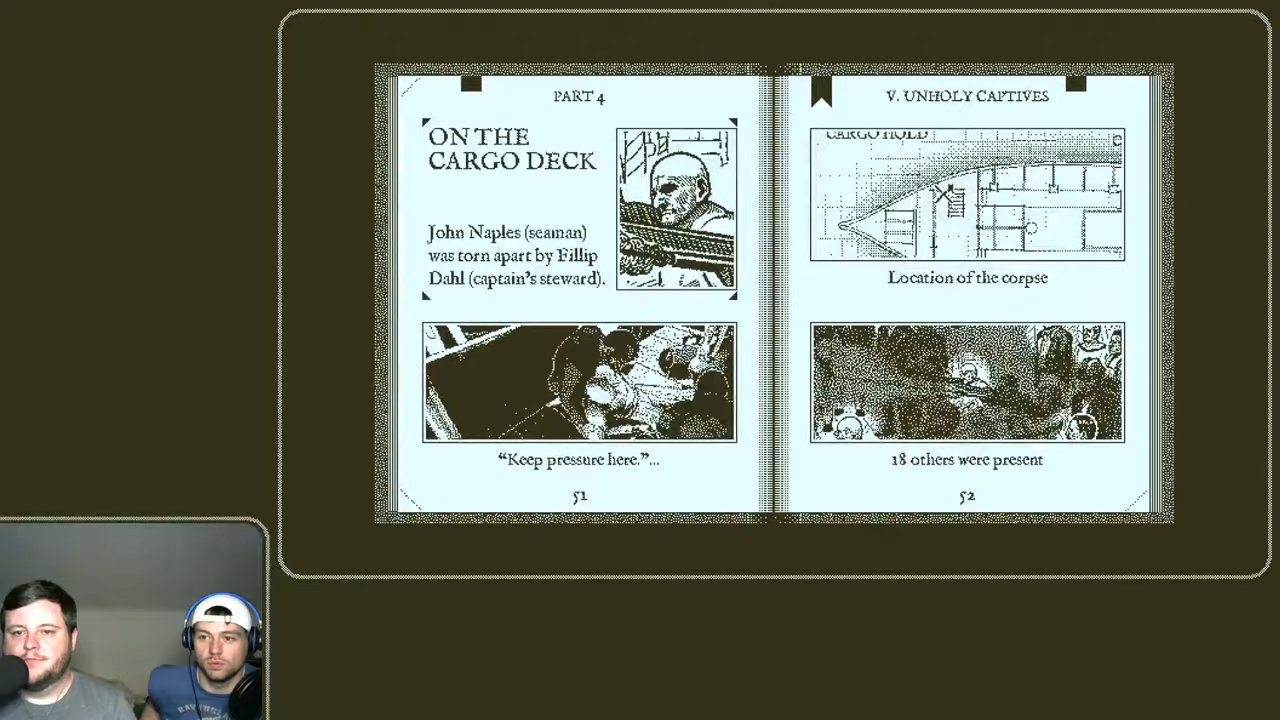 PART 4
ON THE
CARGO DECK
John Naples (seaman)
was torn apart by Fillip
Dahl (captain's steward).
“Keep pressure here.”...
51
V. UNHOLY CAPTIVES
CARGO HOLD
Location of the corpse
18 others were present
52